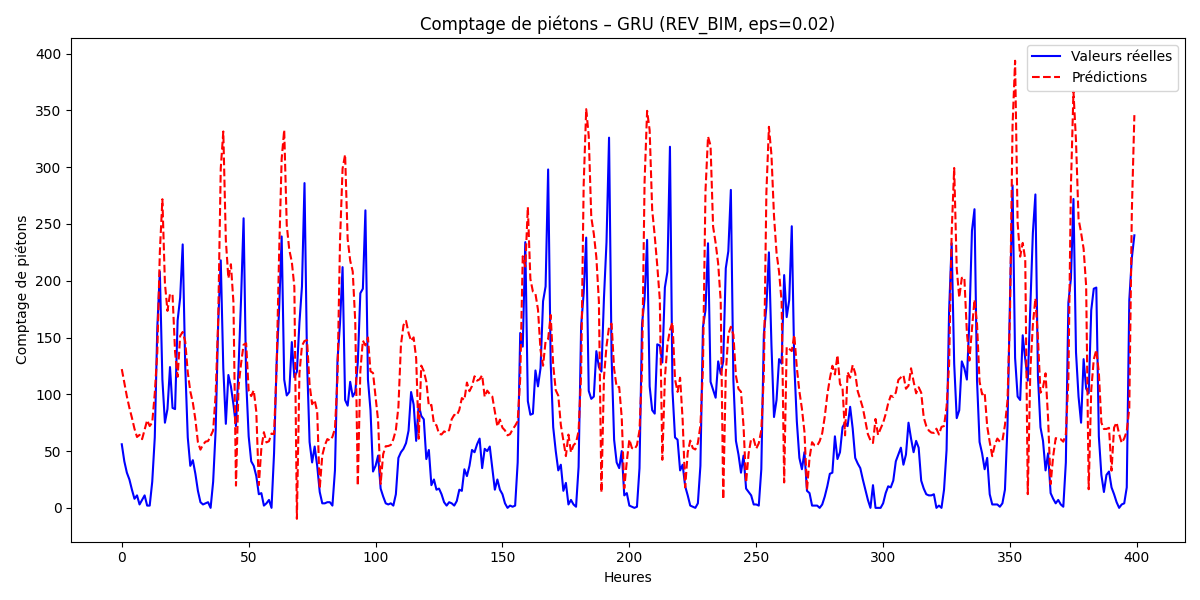 Comptage de piétons – GRU (REV_BIM, eps=0.02)
Valeurs réelles
Prédictions
Comptage de piétons
400
350
300
250
200
150
100
50
0
0 50 100 150 200 250 300 350 400
Heures